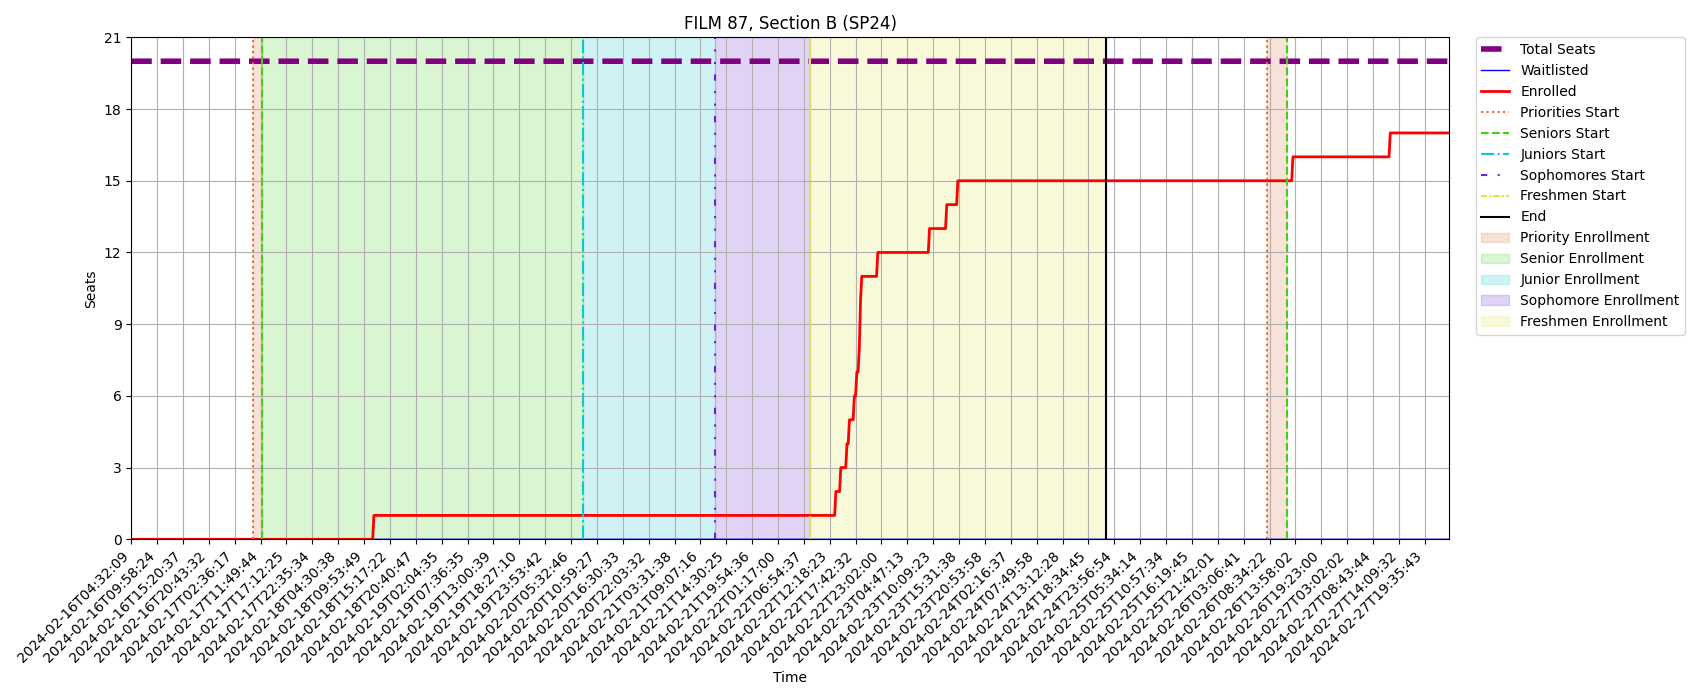 FILM 87, Section B (SP24)
21
18
15
12
9
6
3
0
Seats
2024-02-16T04:32:09
2024-02-16T09:58:24
2024-02-16T15:20:37
2024-02-16T20:43:32
2024-02-17T02:36:17
2024-02-17T11:49:44
2024-02-17T17:12:25
2024-02-17T22:35:34
2024-02-18T04:30:38
2024-02-18T09:53:49
2024-02-18T15:17:22
2024-02-18T20:40:47
2024-02-19T02:04:35
2024-02-19T07:36:35
2024-02-19T13:00:39
2024-02-19T18:27:10
2024-02-19T23:53:42
2024-02-20T05:32:46
2024-02-20T10:59:27
2024-02-20T16:30:33
2024-02-20T22:03:32
2024-02-21T03:31:38
2024-02-21T09:07:16
2024-02-21T14:30:25
2024-02-21T19:54:36
2024-02-22T01:17:00
2024-02-22T06:54:37
2024-02-22T12:18:23
2024-02-22T17:42:32
2024-02-22T23:02:00
2024-02-23T04:47:13
2024-02-23T10:09:23
2024-02-23T15:31:38
2024-02-23T20:53:58
2024-02-24T02:16:37
2024-02-24T07:49:58
2024-02-24T13:12:28
2024-02-24T18:34:45
2024-02-24T23:56:54
2024-02-25T05:34:14
2024-02-25T10:57:34
2024-02-25T16:19:45
2024-02-25T21:42:01
2024-02-26T03:06:41
2024-02-26T08:34:22
2024-02-26T13:58:02
2024-02-26T19:23:00
2024-02-27T03:02:02
2024-02-27T08:43:44
2024-02-27T14:09:32
2024-02-27T19:35:43
Time
Total Seats
Waitlisted
Enrolled
Priorities Start
Seniors Start
Juniors Start
Sophomores Start
Freshmen Start
End
Priority Enrollment
Senior Enrollment
Junior Enrollment
Sophomore Enrollment
Freshmen Enrollment